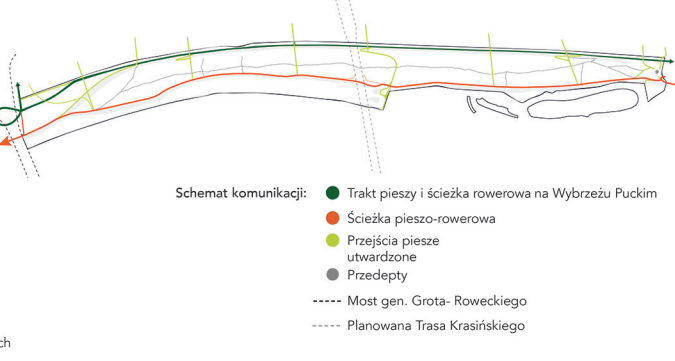 Schemat komunikacji:
Trakt pieszy i ścieżka rowerowa na Wybrzeżu Puckim
Ścieżka pieszo-rowerowa
Przejścia piesze
utwardzone
Przedepty
Most gen. Grota- Roweckiego
Planowana Trasa Krasińskiego
ch